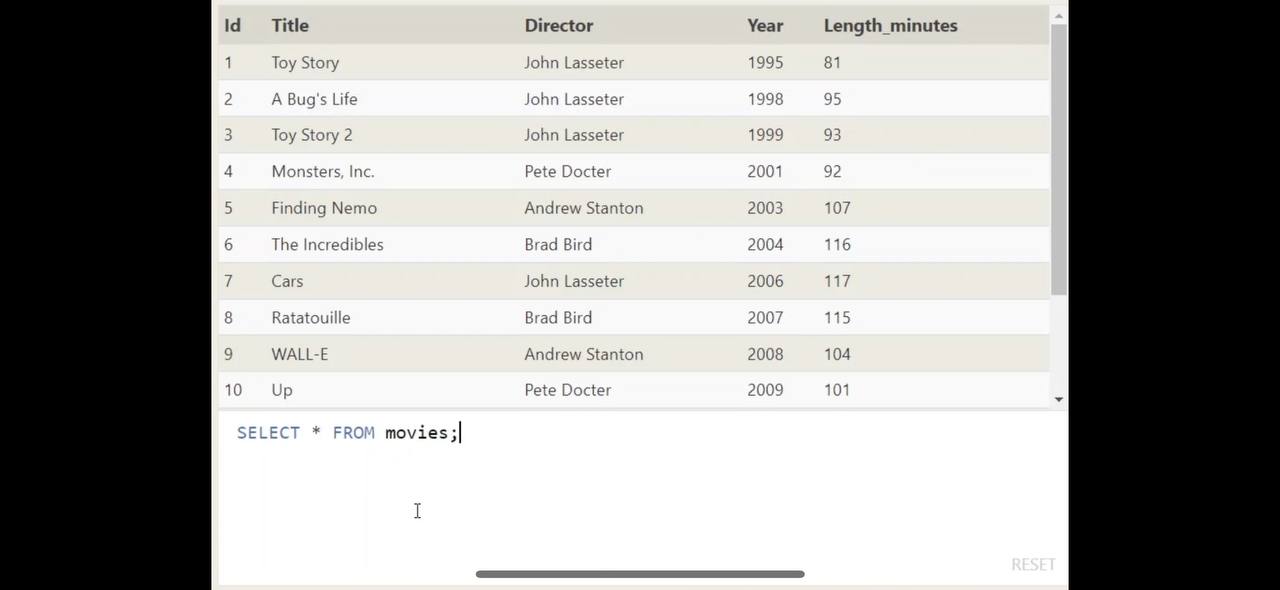 Id Title Director Year Length_minutes
1 Toy Story John Lasseter 1995 81
2 A Bug's Life John Lasseter 1998 95
3 Toy Story 2 John Lasseter 1999 93
4 Monsters, Inc. Pete Docter 2001 92
5 Finding Nemo Andrew Stanton 2003 107
6 The Incredibles Brad Bird 2004 116
7 Cars John Lasseter 2006 117
8 Ratatouille Brad Bird 2007 115
9 WALL-E Andrew Stanton 2008 104
10 Up Pete Docter 2009 101
SELECT * FROM movies;
RESET